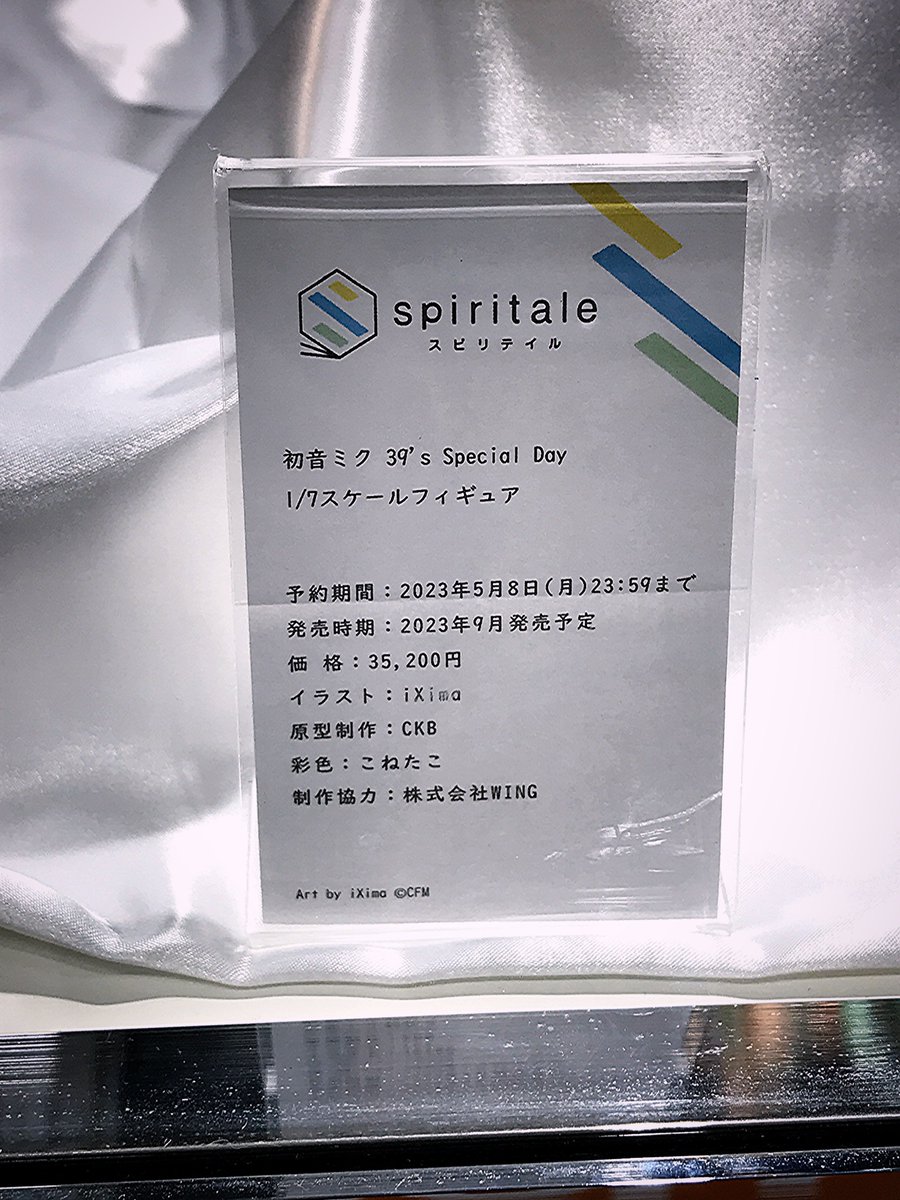 spiritale
スピリテイル
初音ミク 39's Special Day
1/7スケールフィギュア
予約期間：2023年5月8日(月)23:59まで
発売時期：2023年9月発売予定
価 格：35,200円
イラスト：iXima
原型制作：CKB
彩色：こねたこ
制作協力：株式会社WING
Art by iXima ©CFM